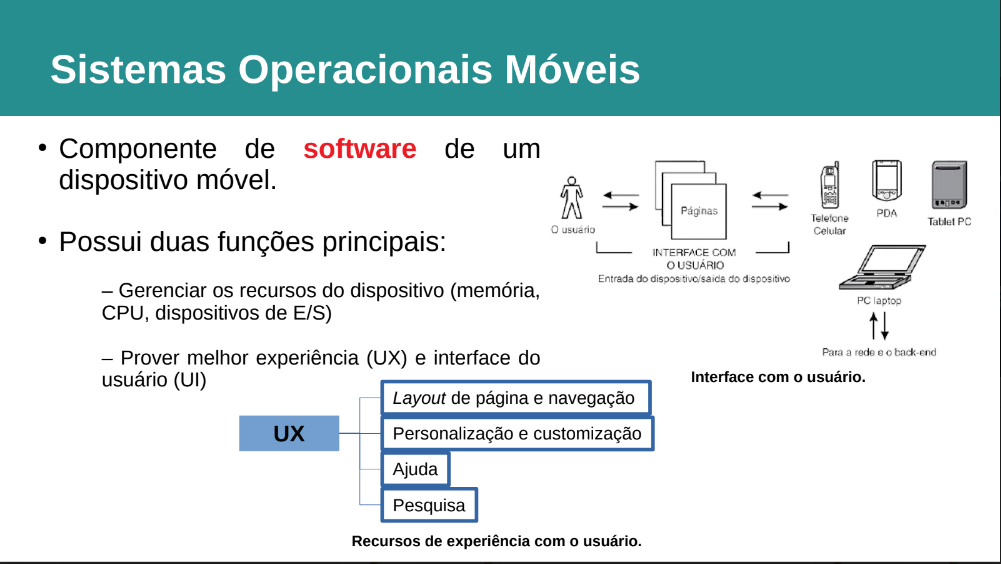 Sistemas Operacionais Móveis
• Componente de software de um
dispositivo móvel.
• Possui duas funções principais:
– Gerenciar os recursos do dispositivo (memória,
CPU, dispositivos de E/S)
– Prover melhor experiência (UX) e interface do
usuário (UI)
O usuário
Páginas
INTERFACE COM
O USUÁRIO
Entrada do dispositivo/saída do dispositivo
Telefone
Celular
PDA
Tablet PC
PC laptop
Para a rede e o back-end
Interface com o usuário.
UX
Layout de página e navegação
Personalização e customização
Ajuda
Pesquisa
Recursos de experiência com o usuário.